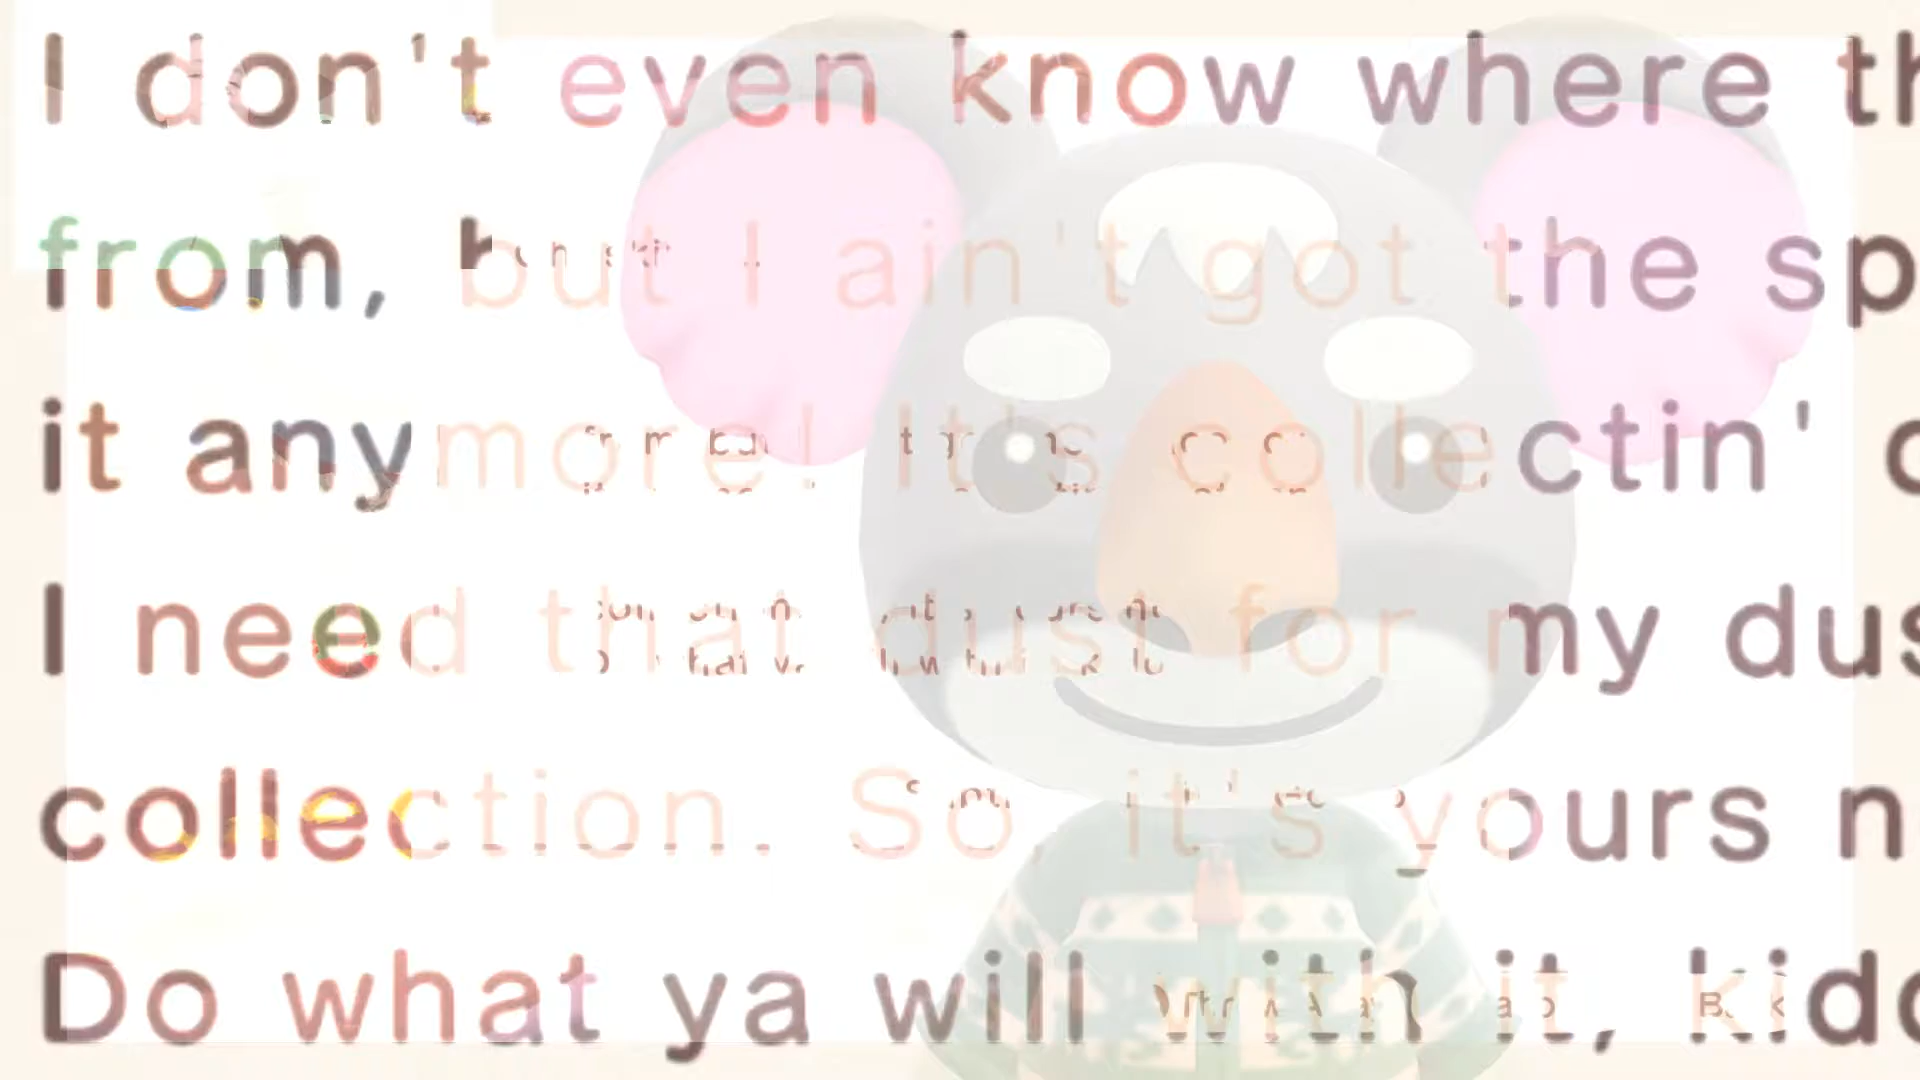 I don't even know where th
from, but I ain't got the sp
it anymore! It's collectin' d
I need that dust for my dus
collection. So, it's yours n
Do what ya will with it, kiddo